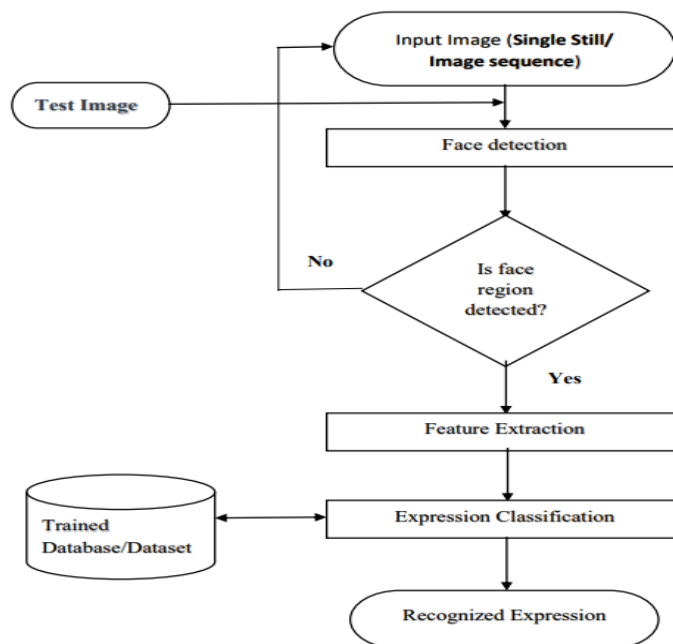 Input Image (Single Still/
Image sequence)
Test Image
Face detection
No
Is face
region
detected?
Yes
Feature Extraction
Trained
Database/Dataset
Expression Classification
Recognized Expression